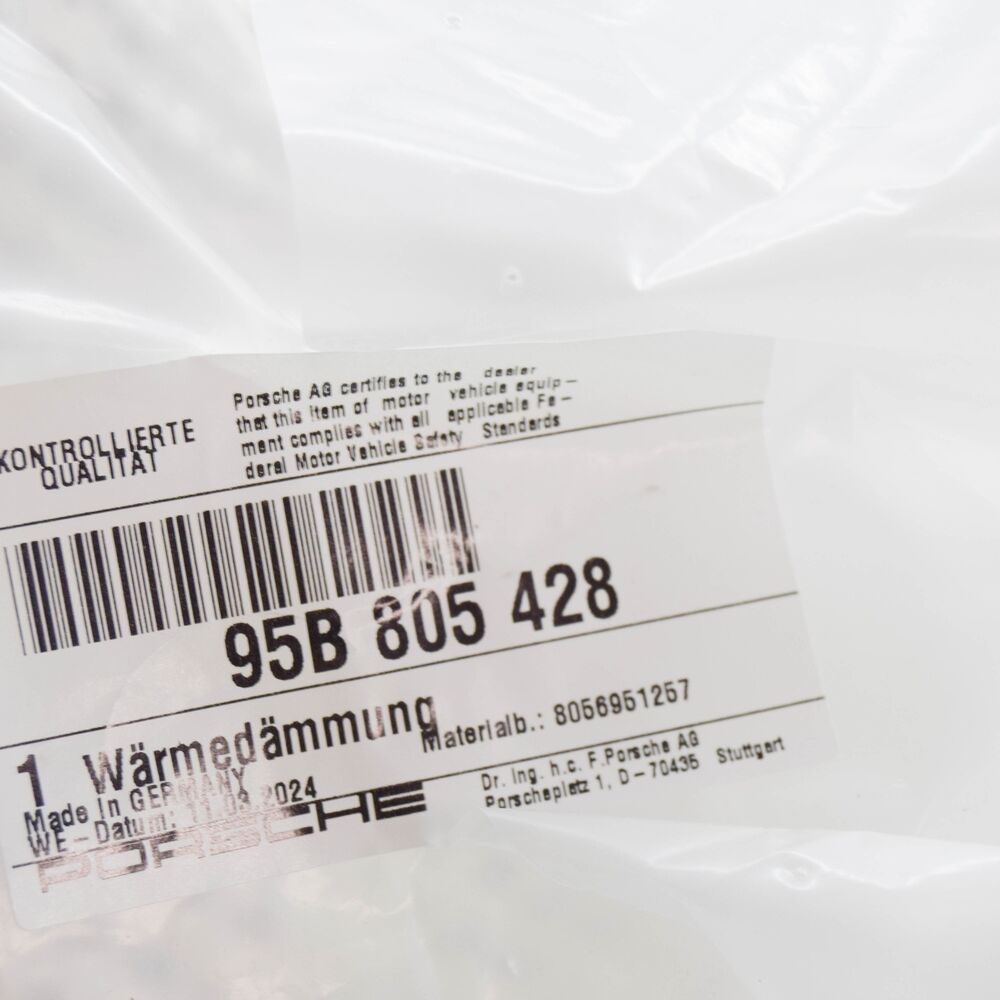 KONTROLLIERTE
QUALITÄT
Porsche AG certifies to the dealer
that this item of motor vehicle equip-
ment complies with all applicable Fe-
deral Motor Vehicle Safety Standards
95B 805 428
1 Wärmedämmung
Materialb.: 8056951257
Made in GERMANY
WE-Datum: 11.09.2024
PORSCHE
Dr. Ing. h.c. F.Porsche AG
Porscheplatz 1, D-70435 Stuttgart